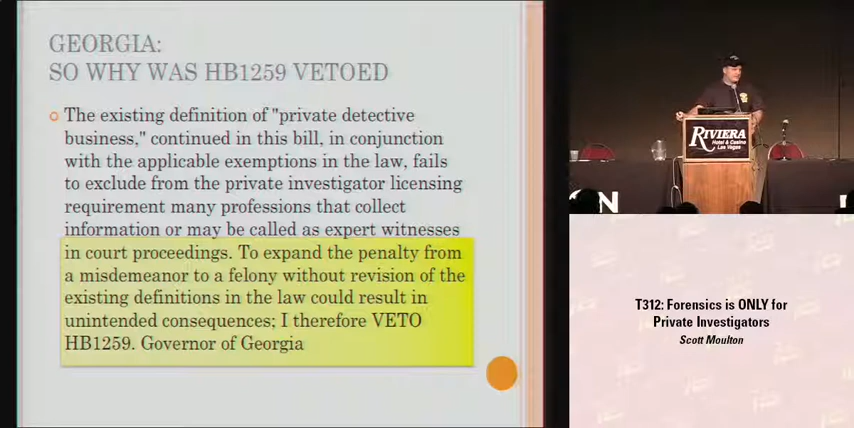 GEORGIA:
SO WHY WAS HB1259 VETOED
The existing definition of "private detective
business," continued in this bill, in conjunction
with the applicable exemptions in the law, fails
to exclude from the private investigator licensing
requirement many professions that collect
information or may be called as expert witnesses
in court proceedings. To expand the penalty from
a misdemeanor to a felony without revision of the
existing definitions in the law could result in
unintended consequences; I therefore VETO
HB1259. Governor of Georgia
RIVIERA
Hotel & Casino
Las Vegas
ON
T312: Forensics is ONLY for
Private Investigators
Scott Moulton